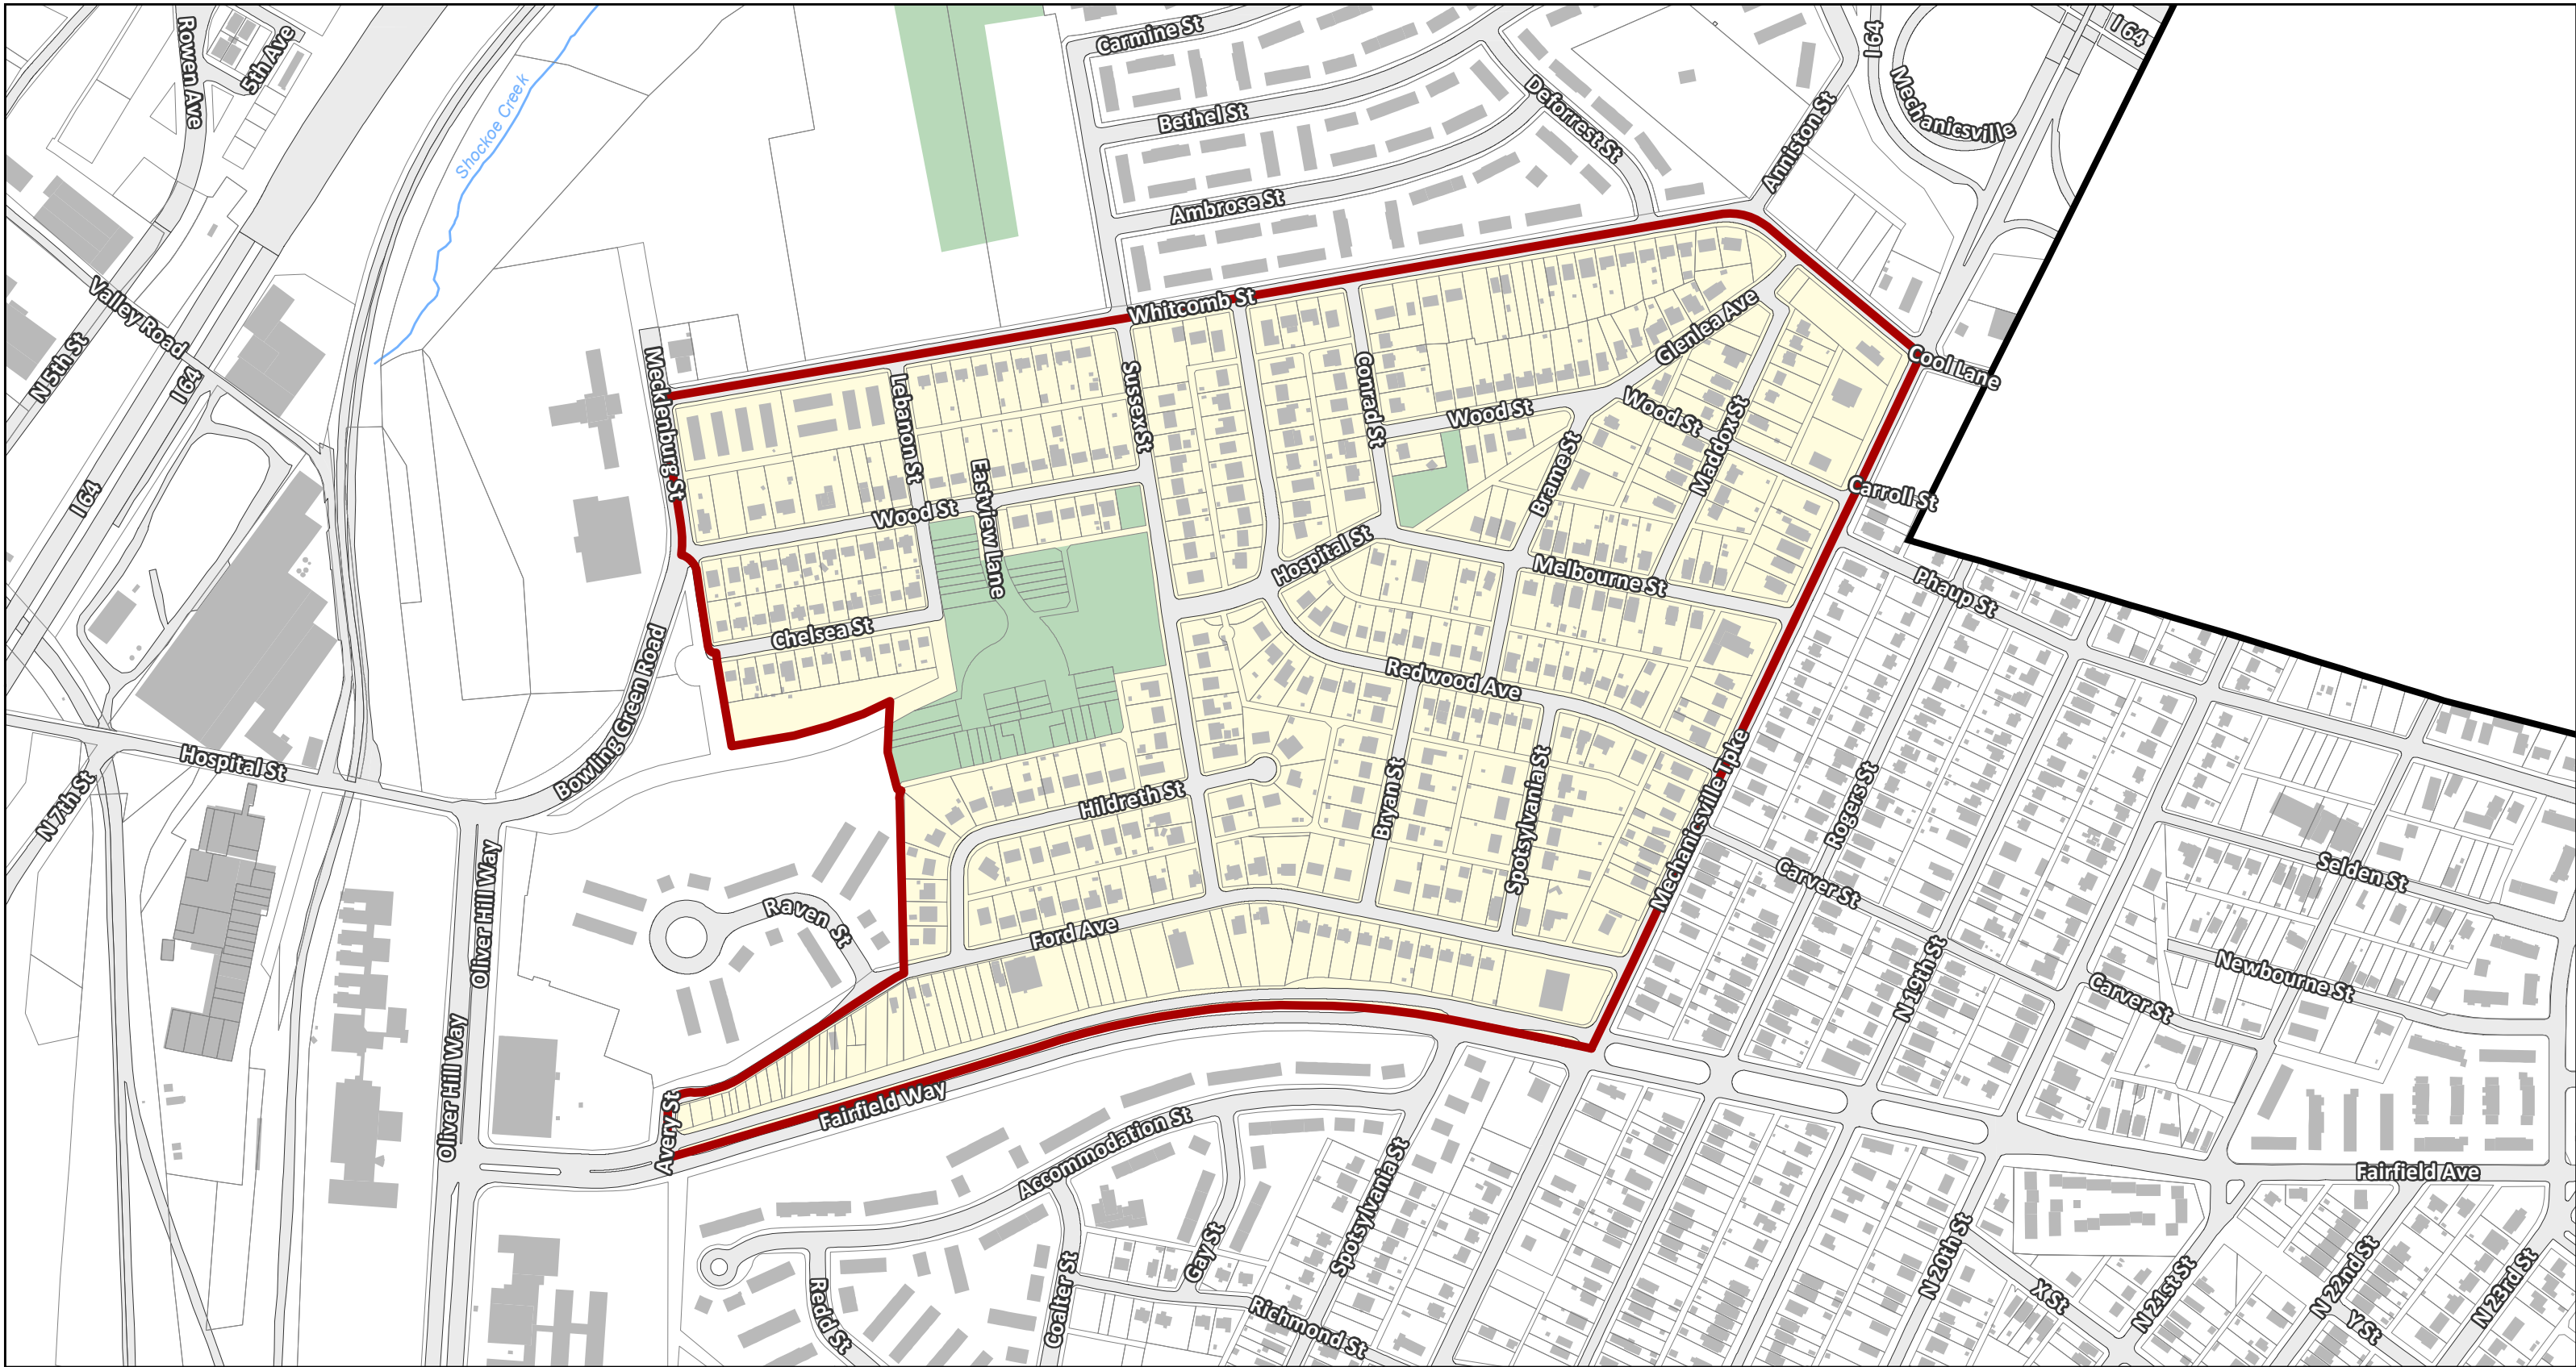 Rowen Ave
5th Ave
Carmine St
I 64
I 64
Shockoe Creek
Bethel St
Deforrest St
Mechanicsville
Anniston St
Ambrose St
Valley Road
Whitcomb St
N 5th St
I 64
Mecklenburg St
Lebanon St
Sussex St
Conrad St
Glenlea Ave
Cool Lane
Wood St
Wood St
Maddox St
I 64
Eastview Lane
Wood St
Brame St
Carroll St
Hospital St
Melbourne St
Phaup St
Chelsea St
Bowling Green Road
Redwood Ave
Hospital St
N 7th St
Hildreth St
Bryan St
Spotsylvania St
Mechanicsville Tpke
Rogers St
Carver St
Selden St
Oliver Hill Way
Raven St
Ford Ave
N 19th St
Carver St
Newbourne St
Oliver Hill Way
Avery St
Fairfield Way
Accommodation St
Fairfield Ave
Spotsylvania St
Gay St
Coalter St
Redd St
Richmond St
N 20th St
X St
N 21st St
N 22nd St
Y St
N 23rd St